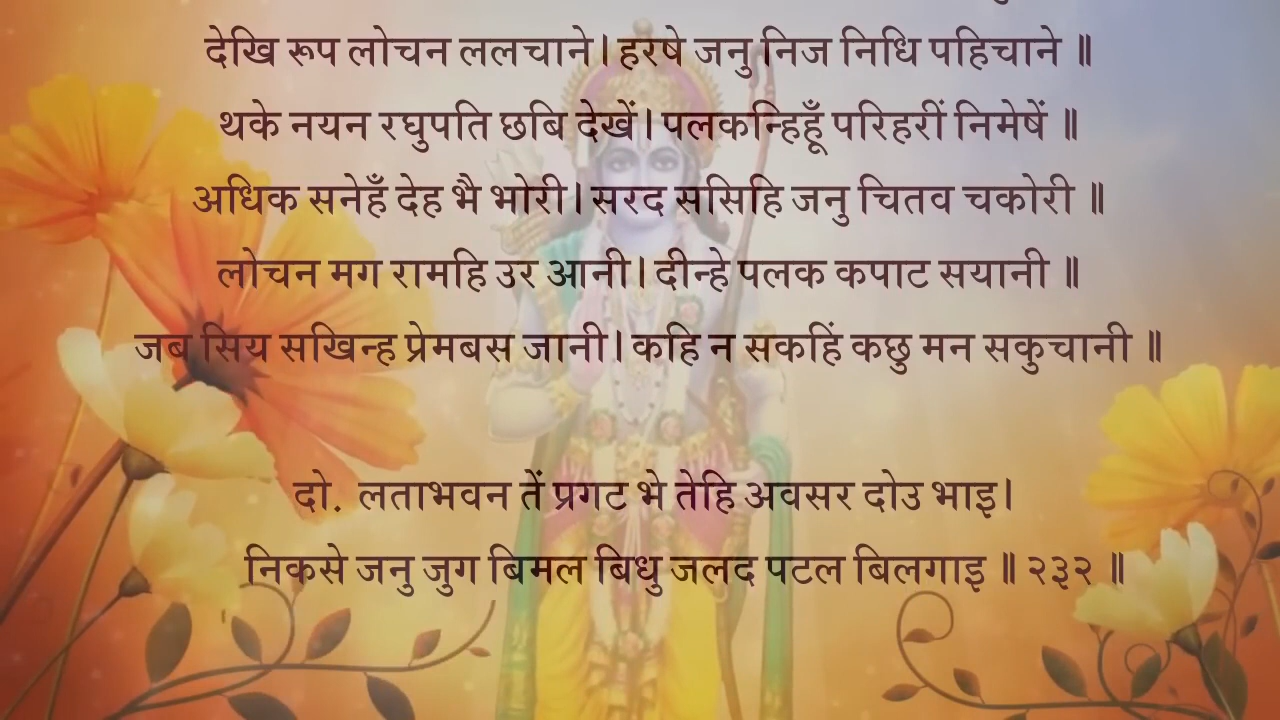 देखि रूप लोचन ललचाने। हरषे जनु निज निधि पहिचाने ॥
थके नयन रघुपति छबि देखें। पलकन्हिहूँ परिहरीं निमेषें ॥
अधिक सनेहँ देह भै भोरी। सरद ससिहि जनु चितव चकोरी ॥
लोचन मग रामहि उर आनी। दीन्हे पलक कपाट सयानी ॥
जब सिय सखिन्ह प्रेमबस जानी। कहि न सकहिं कछु मन सकुचानी ॥
दो. लताभवन तें प्रगट भे तेहि अवसर दोउ भाइ।
निकसे जनु जुग बिमल बिधु जलद पटल बिलगाइ ॥ २३२ ॥